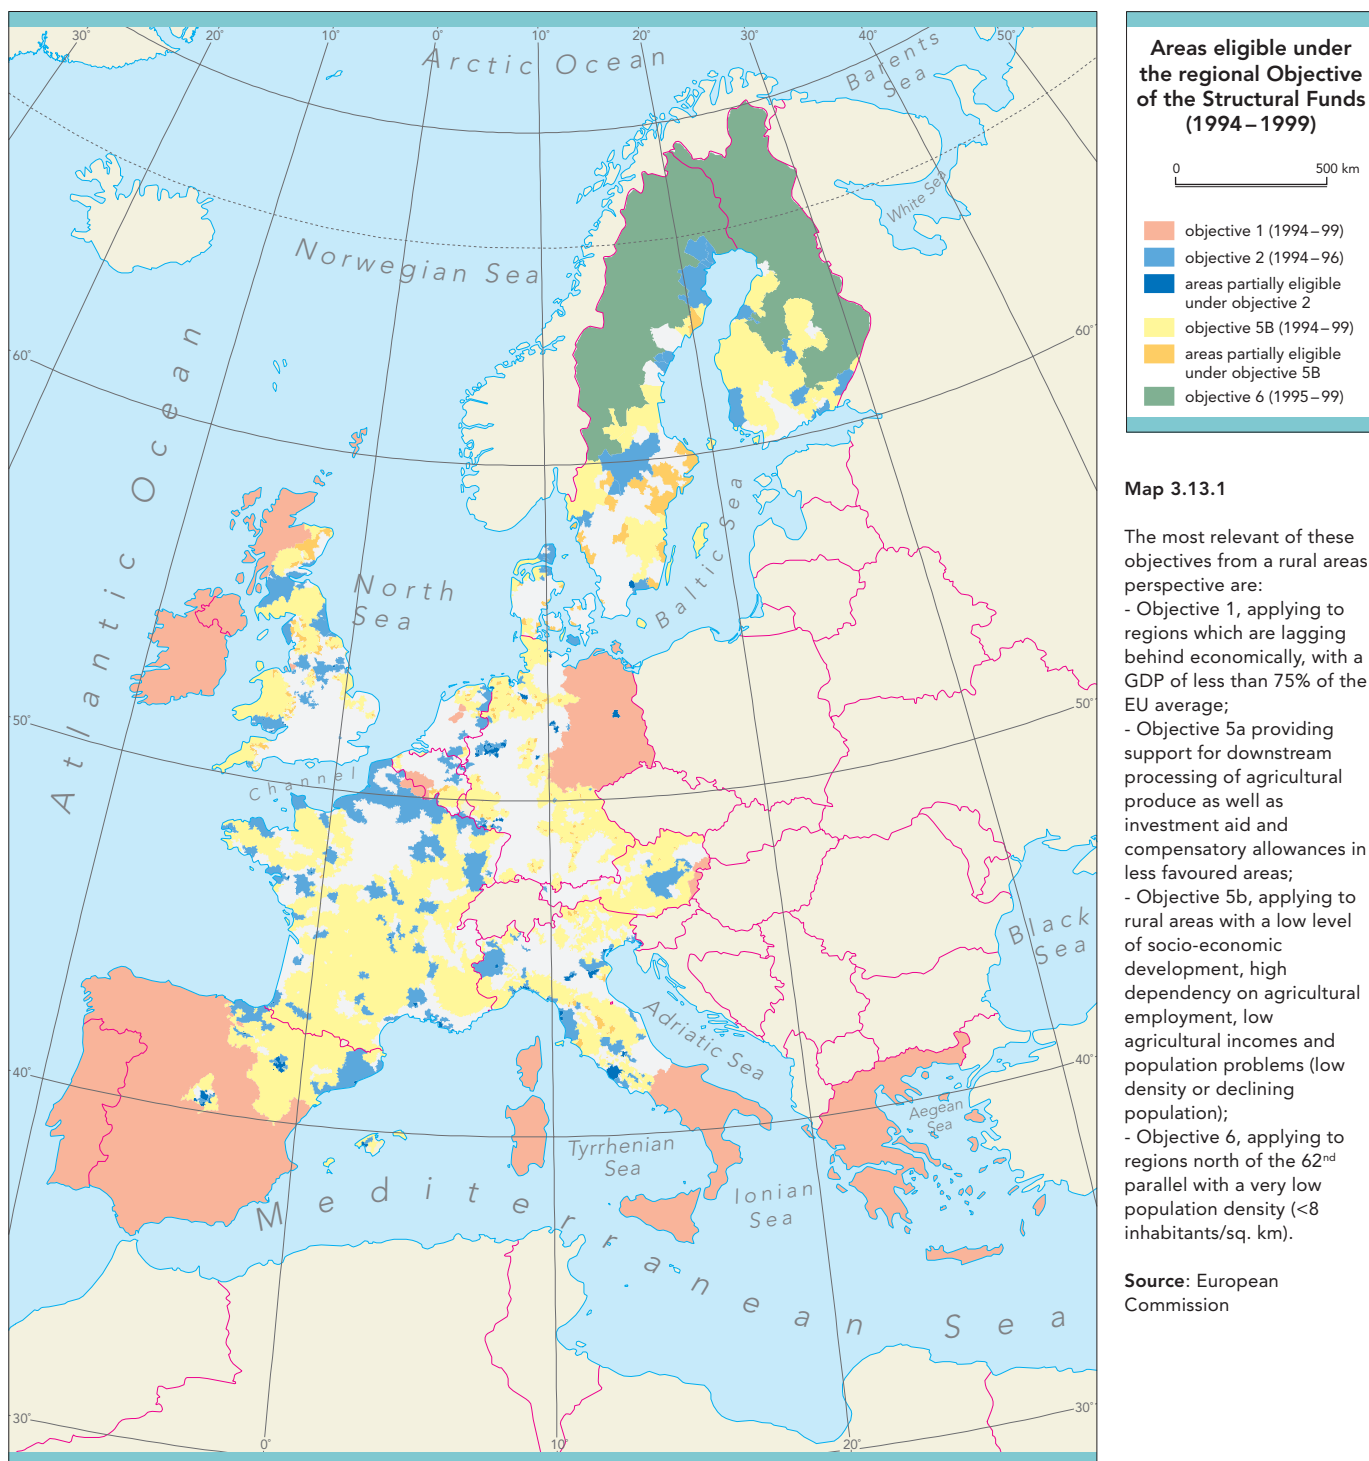 30°
20°
10°
0°
10°
20°
30°
40°
50°
Arctic Ocean
Barents
Sea
White Sea
Norwegian Sea
60°
60°
Atlantic Ocean
North
Sea
Baltic Sea
50°
50°
Channel
Black
Sea
Adriatic Sea
40°
40°
Aegean
Sea
Tyrrhenian
Sea
Ionian
Sea
Mediterranean Sea
30°
30°
0°
10°
20°
Areas eligible under
the regional Objective
of the Structural Funds
(1994–1999)
0 500 km
objective 1 (1994–99)
objective 2 (1994–96)
areas partially eligible
under objective 2
objective 5B (1994–99)
areas partially eligible
under objective 5B
objective 6 (1995–99)
Map 3.13.1
The most relevant of these
objectives from a rural areas
perspective are:
- Objective 1, applying to
regions which are lagging
behind economically, with a
GDP of less than 75% of the
EU average;
- Objective 5a providing
support for downstream
processing of agricultural
produce as well as
investment aid and
compensatory allowances in
less favoured areas;
- Objective 5b, applying to
rural areas with a low level
of socio-economic
development, high
dependency on agricultural
employment, low
agricultural incomes and
population problems (low
density or declining
population);
- Objective 6, applying to
regions north of the 62nd
parallel with a very low
population density (<8
inhabitants/sq. km).
Source: European
Commission